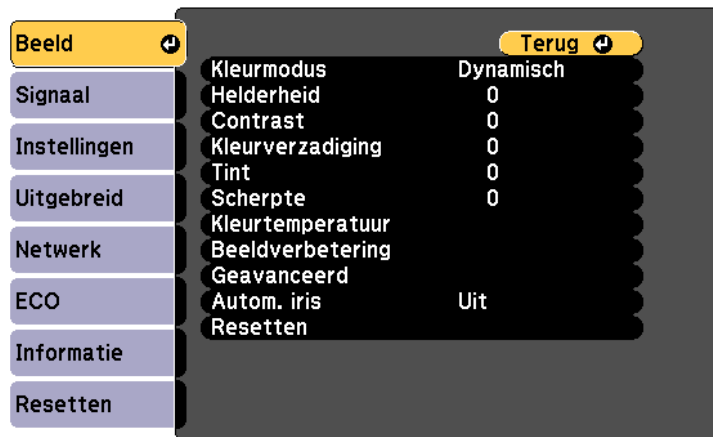 Beeld
Signaal
Instellingen
Uitgebreid
Netwerk
ECO
Informatie
Resetten
Terug
Kleurmodus Dynamisch
Helderheid 0
Contrast 0
Kleurverzadiging 0
Tint 0
Scherpte 0
Kleurtemperatuur
Beeldverbetering
Geavanceerd
Autom. iris Uit
Resetten